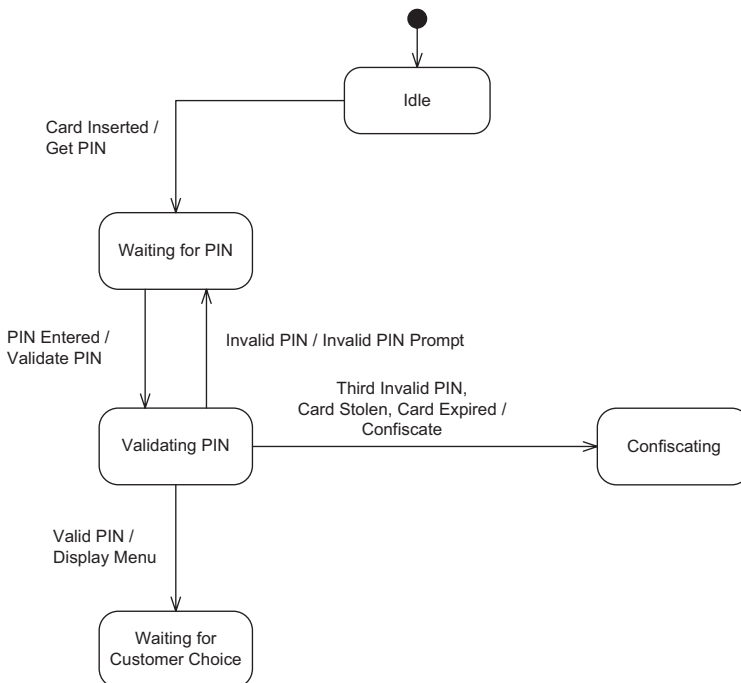 Idle
Card Inserted /
Get PIN
Waiting for PIN
PIN Entered /
Validate PIN
Invalid PIN / Invalid PIN Prompt
Third Invalid PIN,
Card Stolen, Card Expired /
Confiscate
Validating PIN
Confiscating
Valid PIN /
Display Menu
Waiting for
Customer Choice